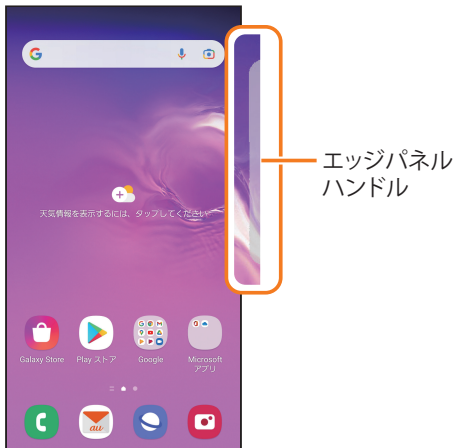 天気情報を表示するには、タップしてください
エッジパネル
ハンドル
Galaxy Store
Play ストア
Google
Microsoft
アプリ
au